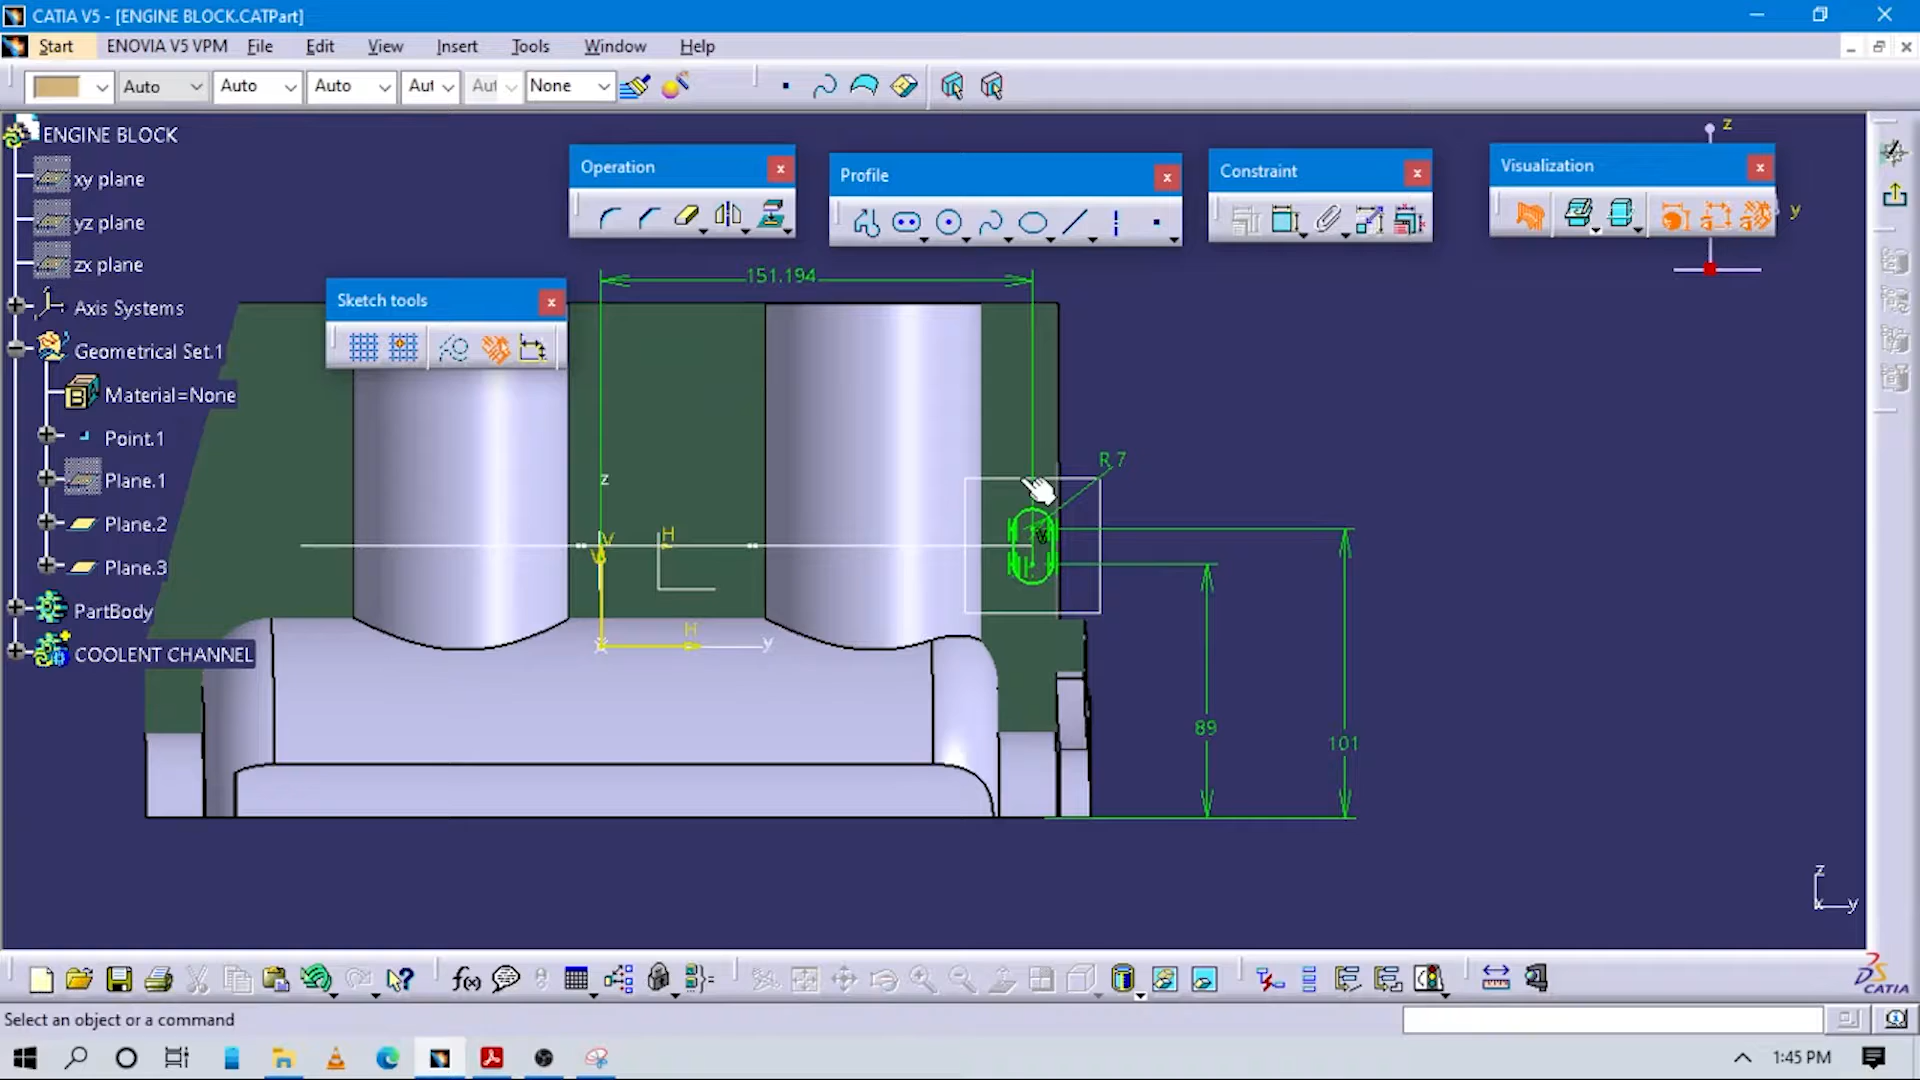 CATIA V5 - [ENGINE BLOCK.CATPart]
Start ENOVIA V5 VPM File Edit View Insert Tools Window Help
Auto Auto Auto Aut Aut None
ENGINE BLOCK
xy plane
yz plane
zx plane
Axis Systems
Geometrical Set.1
Material=None
Point.1
Plane.1
Plane.2
Plane.3
PartBody
COOLENT CHANNEL
Operation
Profile
Constraint
Visualization
Sketch tools
z
y
151.194
R 7
z
H
V
V
H
y
89
101
z
x y
f(x)
DS
CATIA
Select an object or a command
1:45 PM